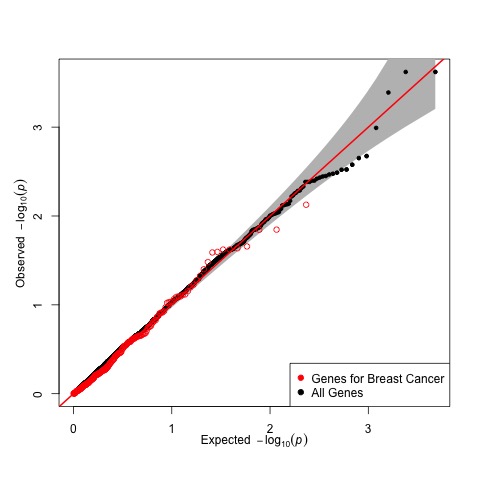 3
2
1
0
Observed −log₁₀(p)
0 1 2 3
Expected −log₁₀(p)
Genes for Breast Cancer
All Genes